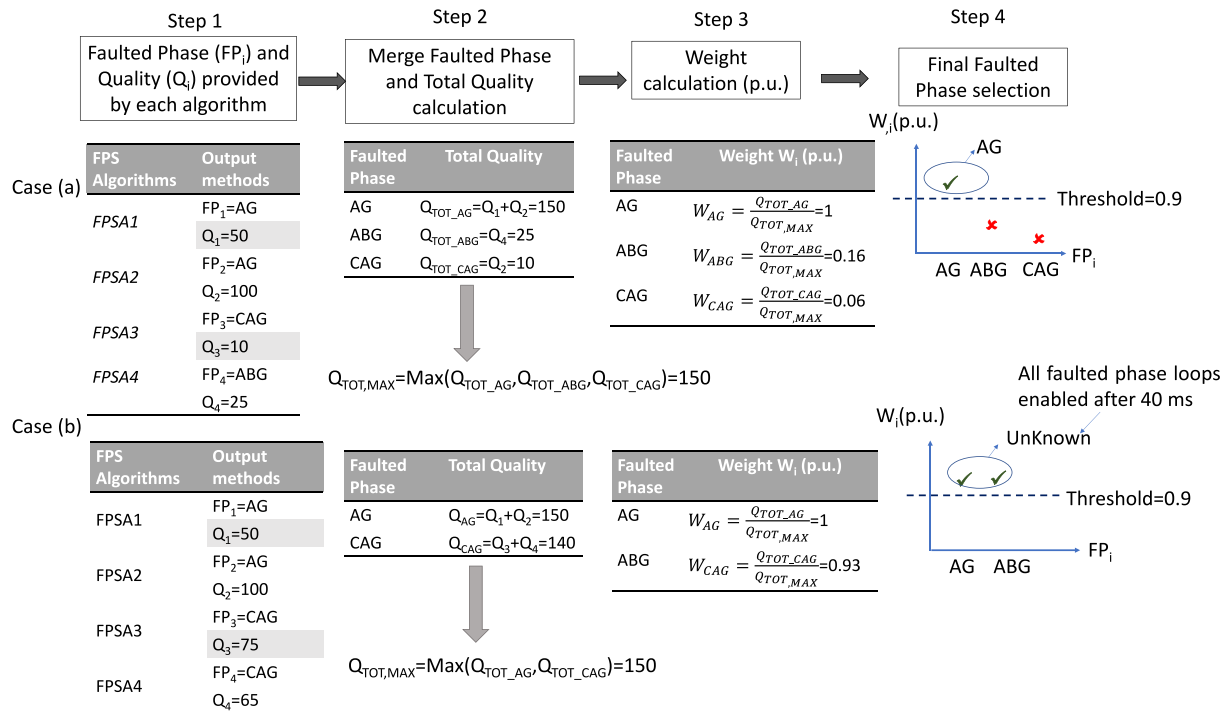 Step 1
Step 2
Step 3
Step 4
Faulted Phase (FPi) and
Quality (Qi) provided
by each algorithm
Merge Faulted Phase
and Total Quality
calculation
Weight
calculation (p.u.)
Final Faulted
Phase selection
Case (a)
FPS
Algorithms
Output
methods
FPSA1
FP1=AG
Q1=50
FPSA2
FP2=AG
Q2=100
FPSA3
FP3=CAG
Q3=10
FPSA4
FP4=ABG
Q4=25
Faulted
Phase
Total Quality
AG QTOT_AG=Q1+Q2=150
ABG QTOT_ABG=Q4=25
CAG QTOT_CAG=Q2=10
QTOT,MAX=Max(QTOT_AG,QTOT_ABG,QTOT_CAG)=150
Faulted
Phase
Weight Wi (p.u.)
AG WAG = QTOT_AG/QTOT,MAX=1
ABG WABG = QTOT_ABG/QTOT,MAX=0.16
CAG WCAG = QTOT_CAG/QTOT,MAX=0.06
W,i(p.u.)
AG
Threshold=0.9
AG ABG CAG
FPi
Case (b)
FPS
Algorithms
Output
methods
FPSA1
FP1=AG
Q1=50
FPSA2
FP2=AG
Q2=100
FPSA3
FP3=CAG
Q3=75
FPSA4
FP4=CAG
Q4=65
Faulted
Phase
Total Quality
AG QAG=Q1+Q2=150
CAG QCAG=Q3+Q4=140
QTOT,MAX=Max(QTOT_AG,QTOT_CAG)=150
Faulted
Phase
Weight Wi (p.u.)
AG WAG = QTOT_AG/QTOT,MAX=1
ABG WCAG = QTOT_CAG/QTOT,MAX=0.93
All faulted phase loops
enabled after 40 ms
Wi(p.u.)
UnKnown
Threshold=0.9
AG ABG
FPi